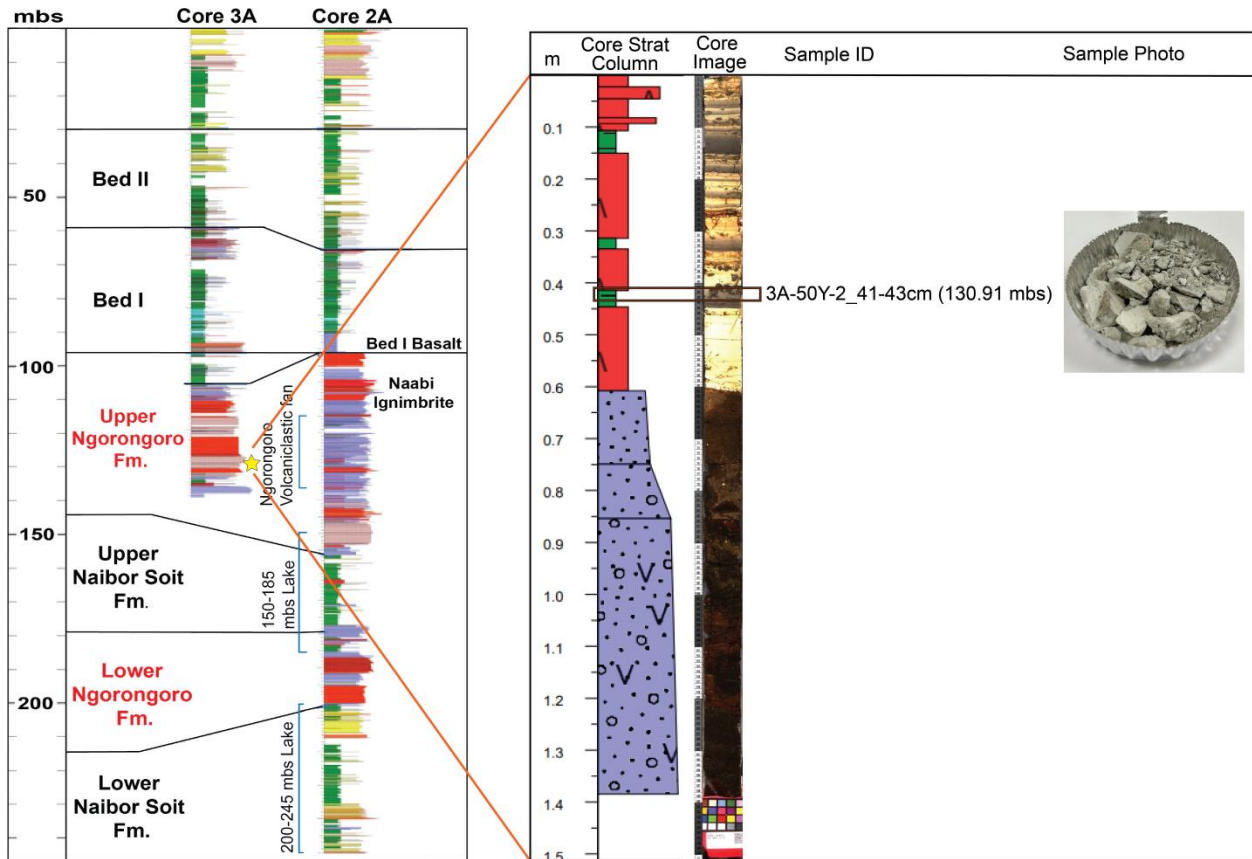 mbs
Core 3A
Core 2A
50
100
150
200
Bed II
Bed I
Bed I Basalt
Naabi
Ignimbrite
Upper
Ngorongoro
Fm.
Ngorongoro
Volcaniclastic fan
Upper
Naibor Soit
Fm.
150-185
mbs Lake
Lower
Ngorongoro
Fm.
Lower
Naibor Soit
Fm.
200-245 mbs Lake
m
Core Strat
Column
Core
Image
Sample ID
Sample Photo
0.1
0.2
0.3
0.4
0.5
0.6
0.7
0.8
0.9
1.0
1.1
1.2
1.3
1.4
1.5
3A-50Y-2_41-43cm (130.91 mbs)